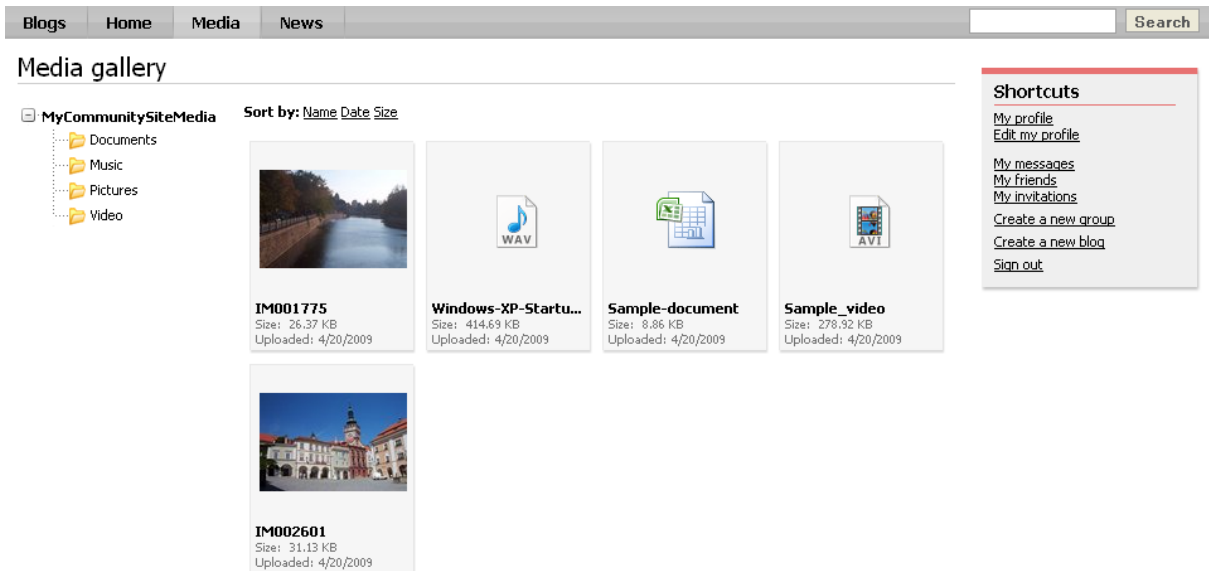 Blogs Home Media News Search
Media gallery
MyCommunitySiteMedia
Documents
Music
Pictures
Video
Sort by: Name Date Size
IM001775
Size: 26.37 KB
Uploaded: 4/20/2009
WAV
Windows-XP-Startu...
Size: 414.69 KB
Uploaded: 4/20/2009
Sample-document
Size: 8.86 KB
Uploaded: 4/20/2009
AVI
Sample_video
Size: 278.92 KB
Uploaded: 4/20/2009
IM002601
Size: 31.13 KB
Uploaded: 4/20/2009
Shortcuts
My profile
Edit my profile
My messages
My friends
My invitations
Create a new group
Create a new blog
Sign out